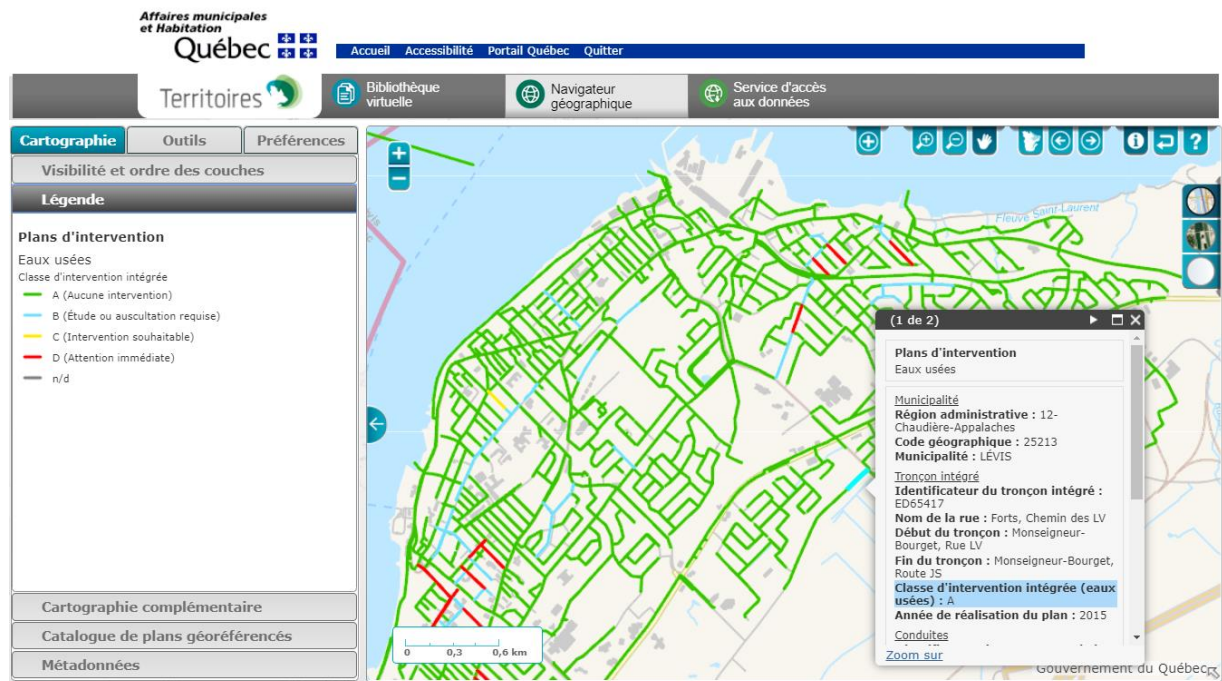 Affaires municipales
et Habitation
Québec
Accueil Accessibilité Portail Québec Quitter
Territoires
Bibliothèque
virtuelle
Navigateur
géographique
Service d'accès
aux données
Cartographie Outils Préférences
Visibilité et ordre des couches
Légende
Plans d'intervention
Eaux usées
Classe d'intervention intégrée
A (Aucune intervention)
B (Étude ou auscultation requise)
C (Intervention souhaitable)
D (Attention immédiate)
n/d
Cartographie complémentaire
Catalogue de plans géoréférencés
Métadonnées
Fleuve Saint-Laurent
0 0,3 0,6 km
(1 de 2)
Plans d'intervention
Eaux usées
Municipalité
Région administrative : 12-
Chaudière-Appalaches
Code géographique : 25213
Municipalité : LÉVIS
Tronçon intégré
Identificateur du tronçon intégré :
ED65417
Nom de la rue : Forts, Chemin des LV
Début du tronçon : Monseigneur-
Bourget, Rue LV
Fin du tronçon : Monseigneur-Bourget,
Route JS
Classe d'intervention intégrée (eaux
usées) : A
Année de réalisation du plan : 2015
Conduites
Zoom sur
Gouvernement du Québec